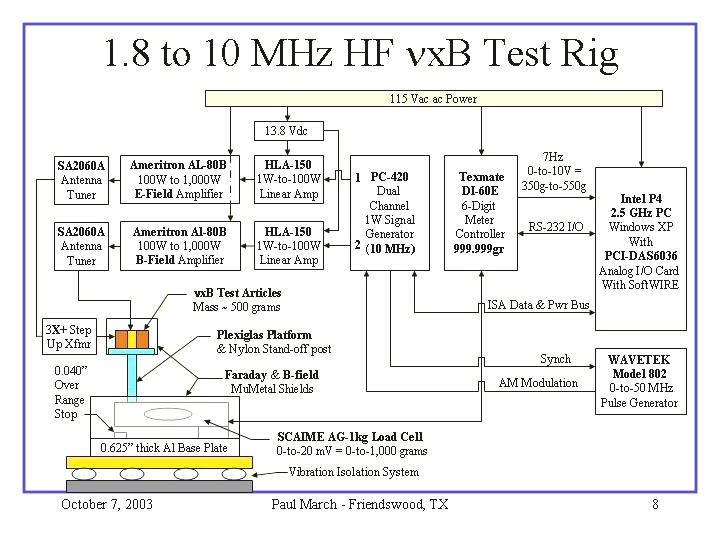 1.8 to 10 MHz HF νxB Test Rig
115 Vac ac Power
13.8 Vdc
SA2060A
Antenna
Tuner
Ameritron AL-80B
100W to 1,000W
E-Field Amplifier
HLA-150
1W-to-100W
Linear Amp
1
PC-420
Dual
Channel
1W Signal
Generator
(10 MHz)
2
Texmate
DI-60E
6-Digit
Meter
Controller
999.999gr
7Hz
0-to-10V =
350g-to-550g
RS-232 I/O
Intel P4
2.5 GHz PC
Windows XP
With
PCI-DAS6036
Analog I/O Card
With SoftWIRE
SA2060A
Antenna
Tuner
Ameritron Al-80B
100W to 1,000W
B-Field Amplifier
HLA-150
1W-to-100W
Linear Amp
νxB Test Articles
Mass ~ 500 grams
ISA Data & Pwr Bus
3X+ Step
Up Xfmr
Plexiglas Platform
& Nylon Stand-off post
0.040”
Over
Range
Stop
Faraday & B-field
MuMetal Shields
Synch
AM Modulation
WAVETEK
Model 802
0-to-50 MHz
Pulse Generator
0.625” thick Al Base Plate
SCAIME AG-1kg Load Cell
0-to-20 mV = 0-to-1,000 grams
Vibration Isolation System
October 7, 2003
Paul March - Friendswood, TX
8